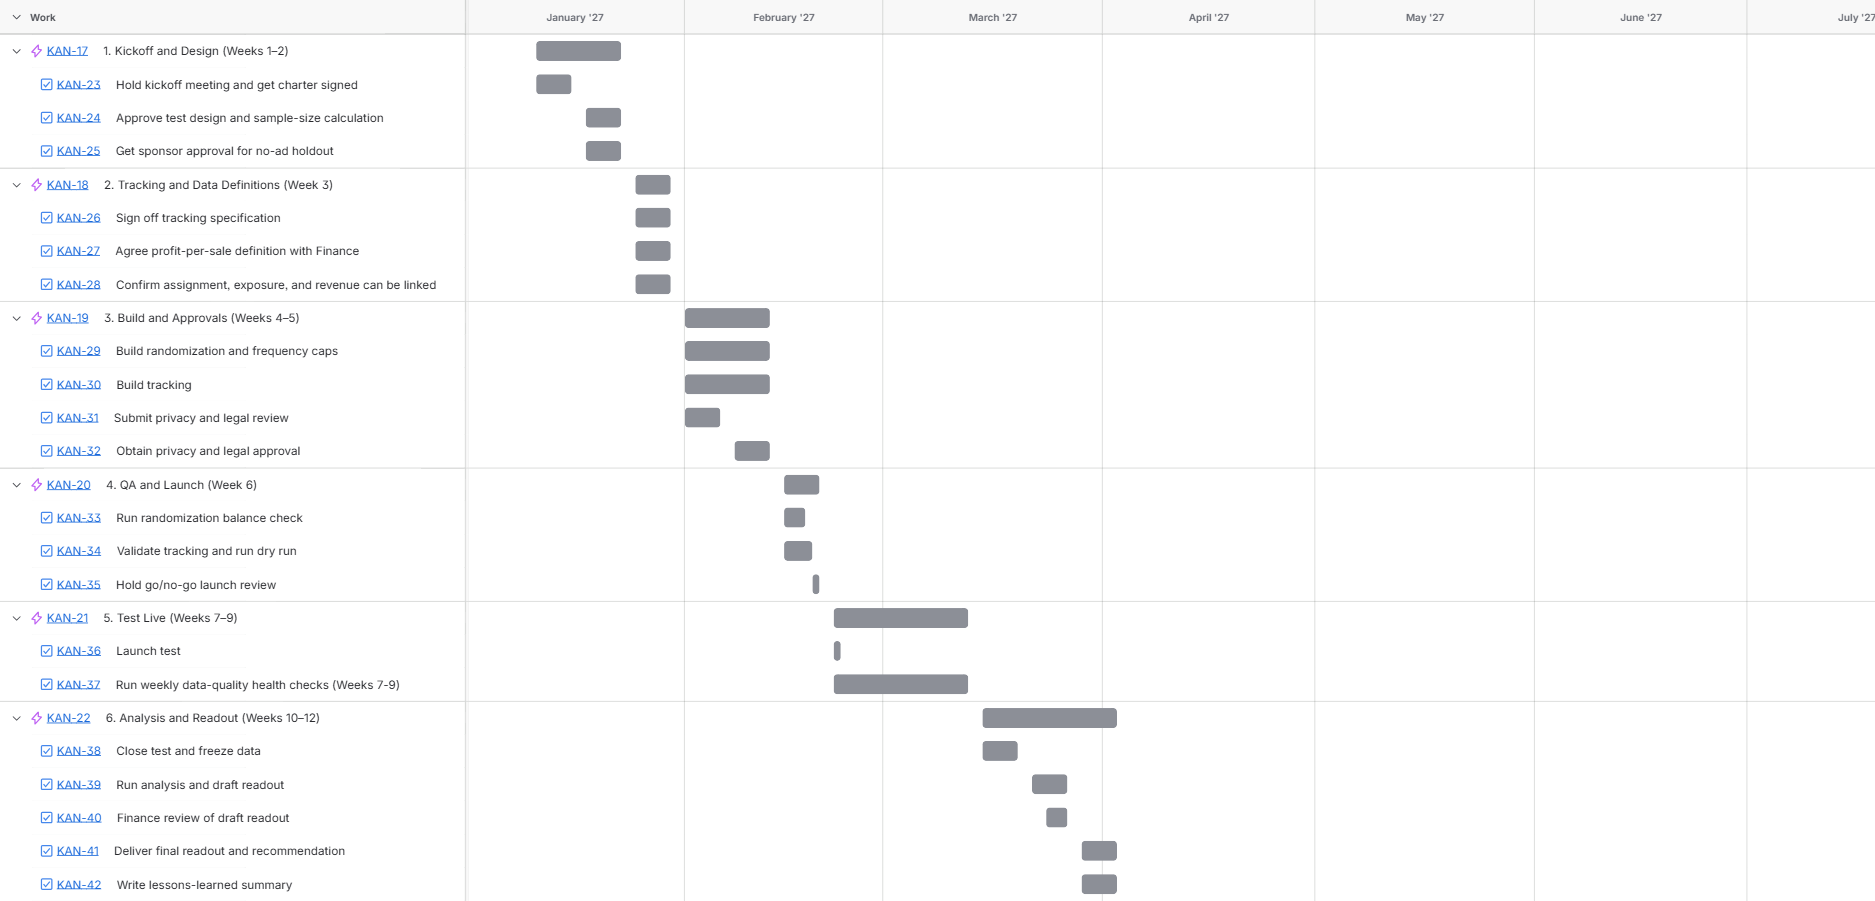 Work
January '27
February '27
March '27
April '27
May '27
June '27
July '27
KAN-17 1. Kickoff and Design (Weeks 1–2)
KAN-23 Hold kickoff meeting and get charter signed
KAN-24 Approve test design and sample-size calculation
KAN-25 Get sponsor approval for no-ad holdout
KAN-18 2. Tracking and Data Definitions (Week 3)
KAN-26 Sign off tracking specification
KAN-27 Agree profit-per-sale definition with Finance
KAN-28 Confirm assignment, exposure, and revenue can be linked
KAN-19 3. Build and Approvals (Weeks 4–5)
KAN-29 Build randomization and frequency caps
KAN-30 Build tracking
KAN-31 Submit privacy and legal review
KAN-32 Obtain privacy and legal approval
KAN-20 4. QA and Launch (Week 6)
KAN-33 Run randomization balance check
KAN-34 Validate tracking and run dry run
KAN-35 Hold go/no-go launch review
KAN-21 5. Test Live (Weeks 7–9)
KAN-36 Launch test
KAN-37 Run weekly data-quality health checks (Weeks 7-9)
KAN-22 6. Analysis and Readout (Weeks 10–12)
KAN-38 Close test and freeze data
KAN-39 Run analysis and draft readout
KAN-40 Finance review of draft readout
KAN-41 Deliver final readout and recommendation
KAN-42 Write lessons-learned summary